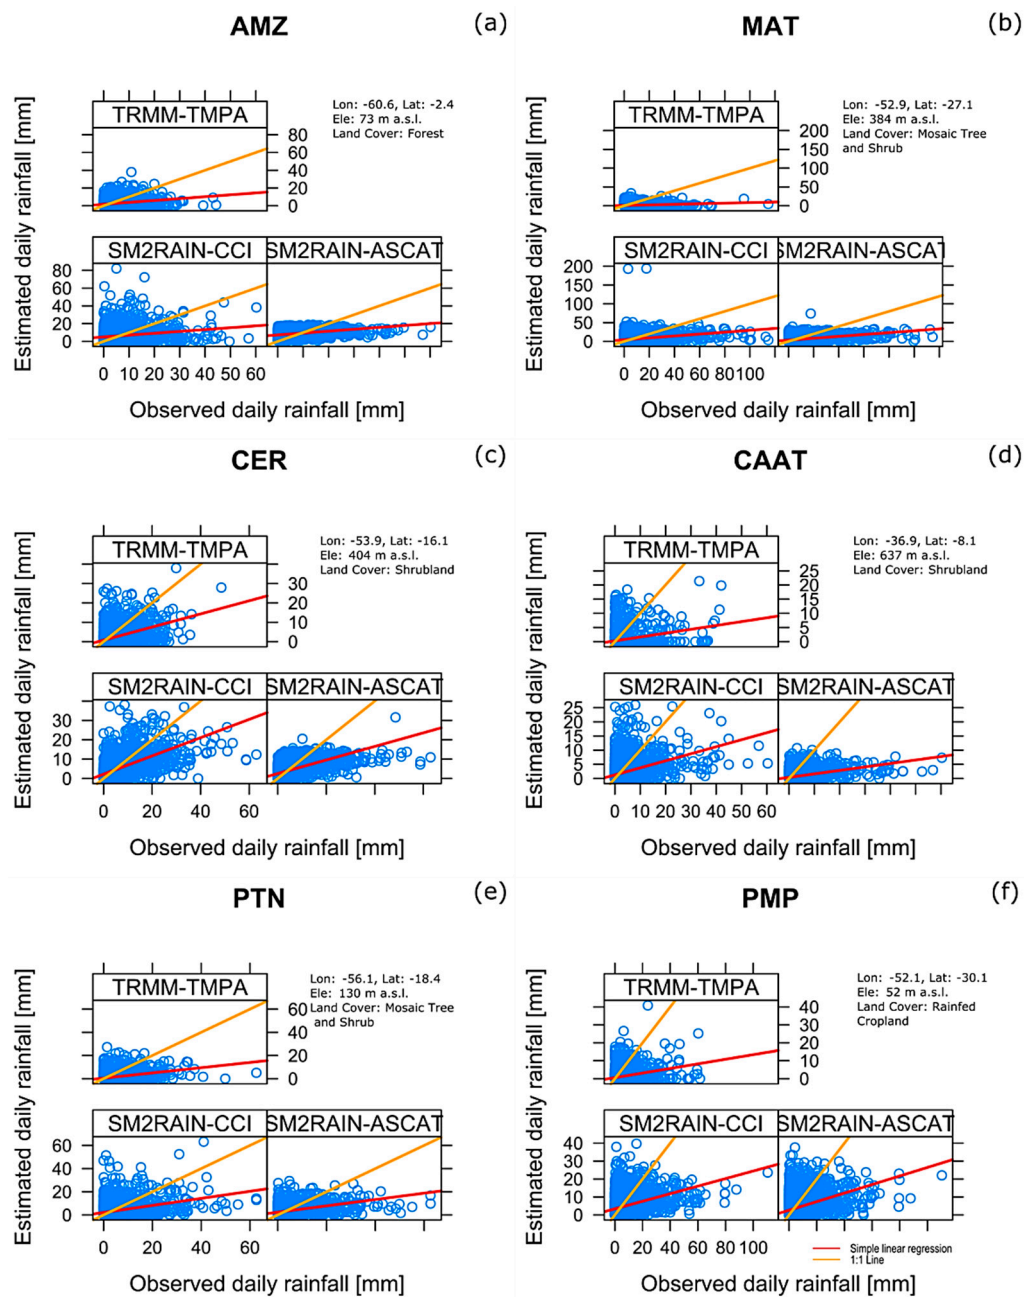 AMZ (a)
TRMM-TMPA
Lon: -60.6, Lat: -2.4
Ele: 73 m a.s.l.
Land Cover: Forest
80
60
40
20
0
SM2RAIN-CCI SM2RAIN-ASCAT
80
60
40
20
0
0 10 20 30 40 50 60
Estimated daily rainfall [mm]
Observed daily rainfall [mm]
MAT (b)
TRMM-TMPA
Lon: -52.9, Lat: -27.1
Ele: 384 m a.s.l.
Land Cover: Mosaic Tree
and Shrub
200
150
100
50
0
SM2RAIN-CCI SM2RAIN-ASCAT
200
150
100
50
0
0 20 40 60 80 100
Estimated daily rainfall [mm]
Observed daily rainfall [mm]
CER (c)
TRMM-TMPA
Lon: -53.9, Lat: -16.1
Ele: 404 m a.s.l.
Land Cover: Shrubland
30
20
10
0
SM2RAIN-CCI SM2RAIN-ASCAT
30
20
10
0
0 20 40 60
Estimated daily rainfall [mm]
Observed daily rainfall [mm]
CAAT (d)
TRMM-TMPA
Lon: -36.9, Lat: -8.1
Ele: 637 m a.s.l.
Land Cover: Shrubland
25
20
15
10
5
0
SM2RAIN-CCI SM2RAIN-ASCAT
25
20
15
10
5
0
0 10 20 30 40 50 60
Estimated daily rainfall [mm]
Observed daily rainfall [mm]
PTN (e)
TRMM-TMPA
Lon: -56.1, Lat: -18.4
Ele: 130 m a.s.l.
Land Cover: Mosaic Tree
and Shrub
60
40
20
0
SM2RAIN-CCI SM2RAIN-ASCAT
60
40
20
0
0 20 40 60
Estimated daily rainfall [mm]
Observed daily rainfall [mm]
PMP (f)
TRMM-TMPA
Lon: -52.1, Lat: -30.1
Ele: 52 m a.s.l.
Land Cover: Rainfed
Cropland
40
30
20
10
0
SM2RAIN-CCI SM2RAIN-ASCAT
40
30
20
10
0
0 20 40 60 80 100
Estimated daily rainfall [mm]
Observed daily rainfall [mm]
Simple linear regression
1:1 Line